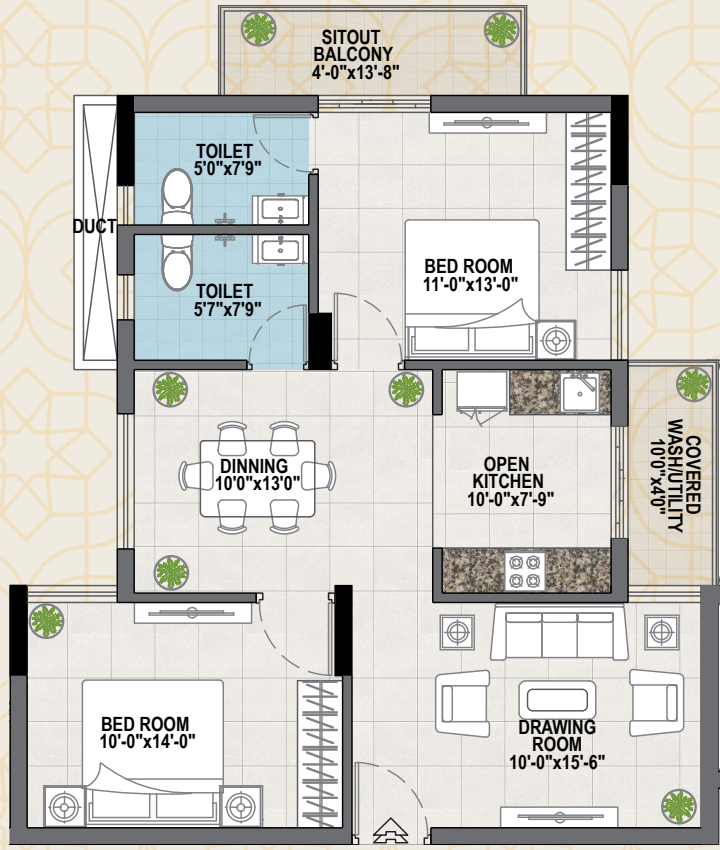 SITOUT
BALCONY
4'-0"x13'-8"
TOILET
5'0"x7'9"
DUCT
TOILET
5'7"x7'9"
BED ROOM
11'-0"x13'-0"
DINNING
10'0"x13'0"
OPEN
KITCHEN
10'-0"x7'-9"
COVERED
WASH/UTILITY
10'0"x4'0"
BED ROOM
10'-0"x14'-0"
DRAWING
ROOM
10'-0"x15'-6"